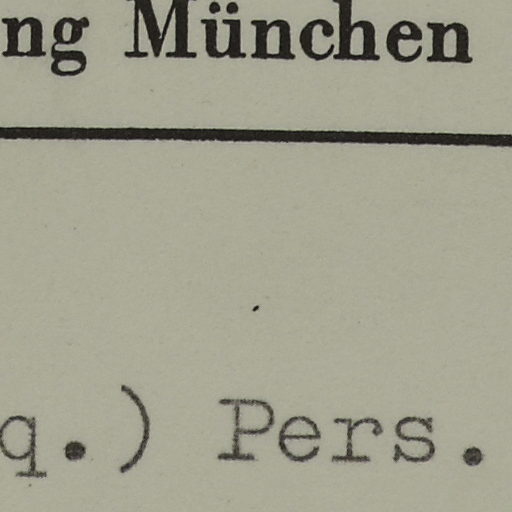 ng München
q.) Pers.